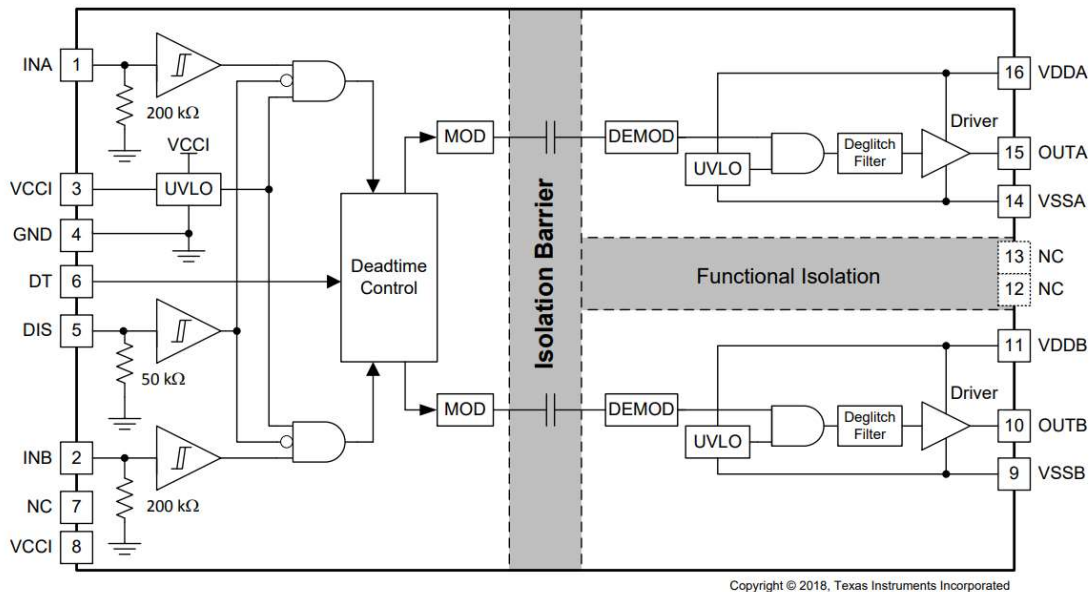 INA
1
200 kΩ
VCCI
VCCI
3
UVLO
GND
4
DT
6
DIS
5
50 kΩ
INB
2
200 kΩ
NC
7
VCCI
8
Deadtime
Control
MOD
MOD
Isolation Barrier
Functional Isolation
DEMOD
UVLO
Deglitch
Filter
Driver
16
VDDA
15
OUTA
14
VSSA
13
NC
12
NC
DEMOD
UVLO
Deglitch
Filter
Driver
11
VDDB
10
OUTB
9
VSSB
Copyright © 2018, Texas Instruments Incorporated